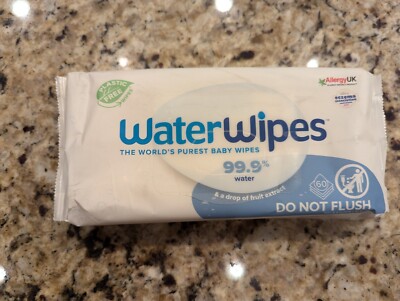 PLASTIC
FREE
AllergyUK
ECZEMA
WaterWipes
THE WORLD'S PUREST BABY WIPES
99.9%
water
& a drop of fruit extract
60
DO NOT FLUSH